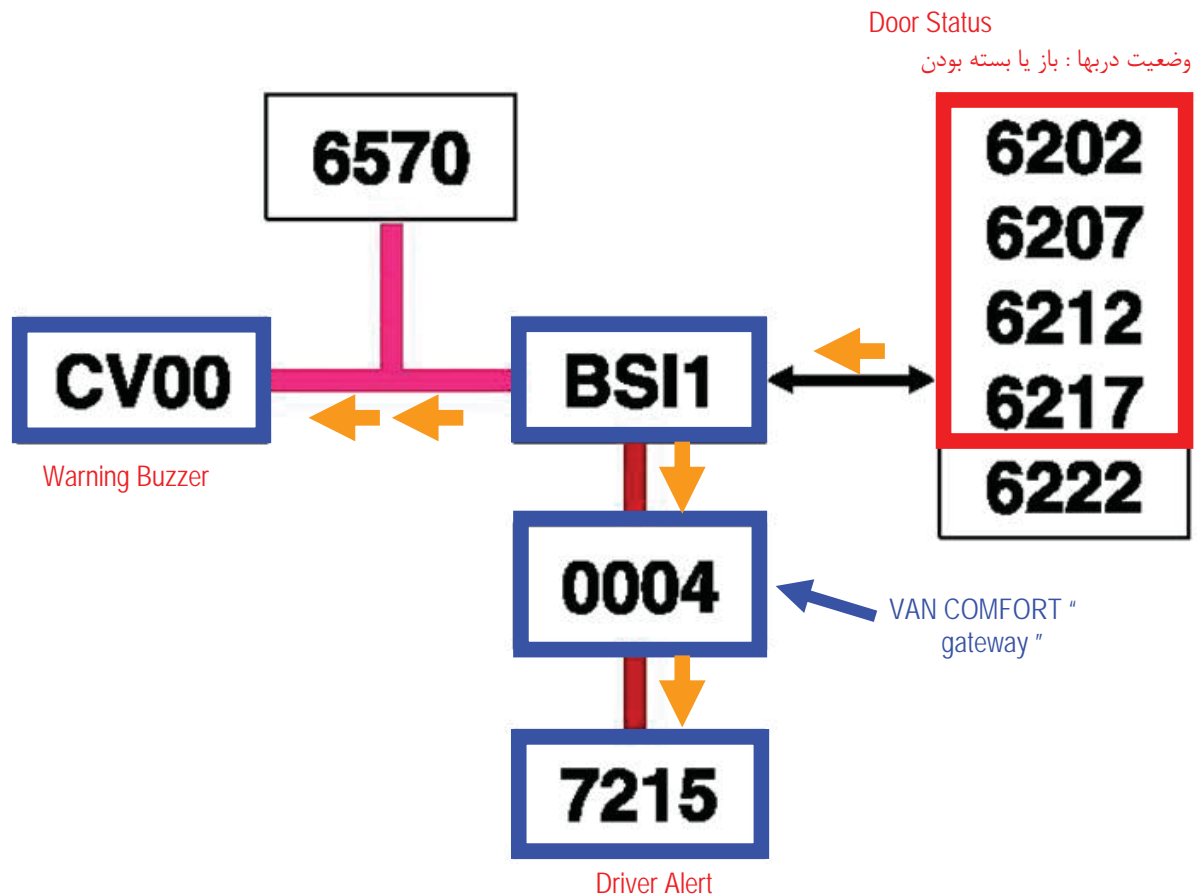 Door Status
وضعیت دربها : باز یا بسته بودن
6570
6202
6207
6212
6217
6222
CV00
BSI1
Warning Buzzer
0004
VAN COMFORT “
gateway ”
7215
Driver Alert